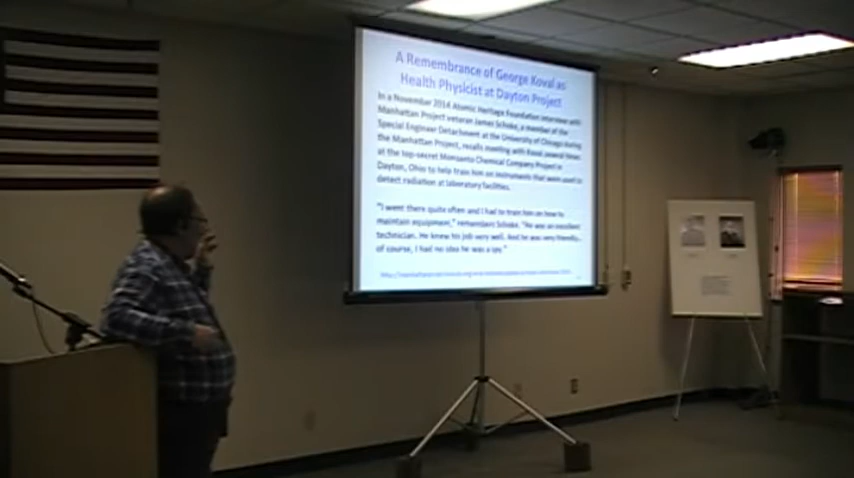 A Remembrance of George Koval as
Health Physicist at Dayton Project
In a November 2014 Atomic Heritage Foundation interview with
Manhattan Project veteran James Schoke, a member of the
Special Engineer Detachment at the University of Chicago during
the Manhattan Project, recalls meeting with Koval several times
at the top-secret Monsanto Chemical Company Project in
Dayton, Ohio to help train him on instruments that were used to
detect radiation at laboratory facilities.
"I went there quite often and I had to train him on how to
maintain equipment," remembers Schoke, "He was an excellent
technician. He knew his job very well. And he was very friendly…
of course, I had no idea he was a spy."